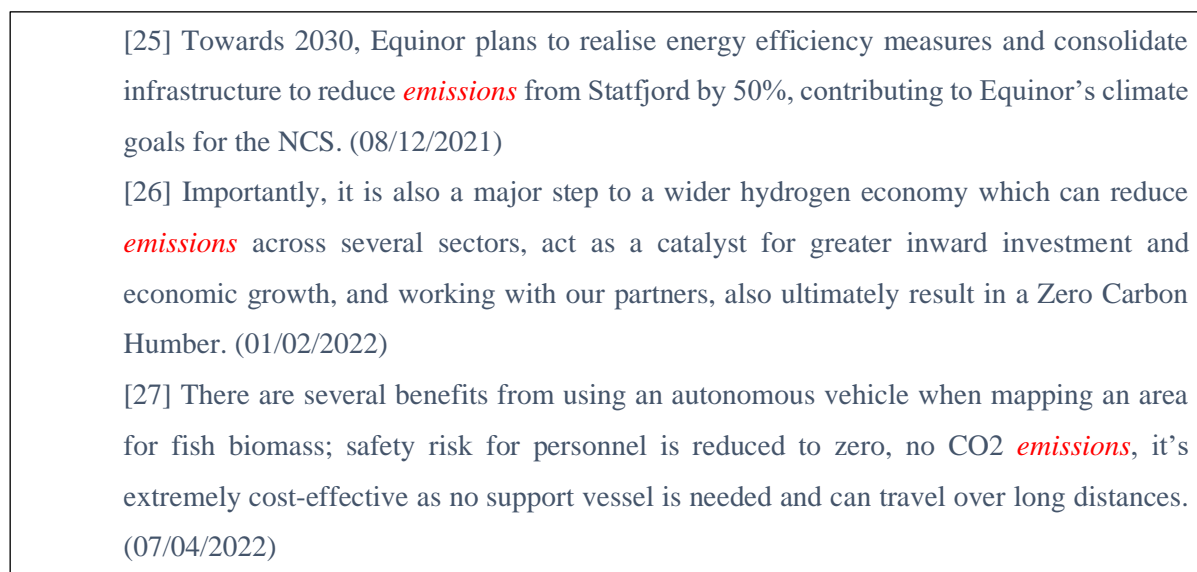 [25] Towards 2030, Equinor plans to realise energy efficiency measures and consolidate
infrastructure to reduce emissions from Statfjord by 50%, contributing to Equinor’s climate
goals for the NCS. (08/12/2021)
[26] Importantly, it is also a major step to a wider hydrogen economy which can reduce
emissions across several sectors, act as a catalyst for greater inward investment and
economic growth, and working with our partners, also ultimately result in a Zero Carbon
Humber. (01/02/2022)
[27] There are several benefits from using an autonomous vehicle when mapping an area
for fish biomass; safety risk for personnel is reduced to zero, no CO2 emissions, it’s
extremely cost-effective as no support vessel is needed and can travel over long distances.
(07/04/2022)